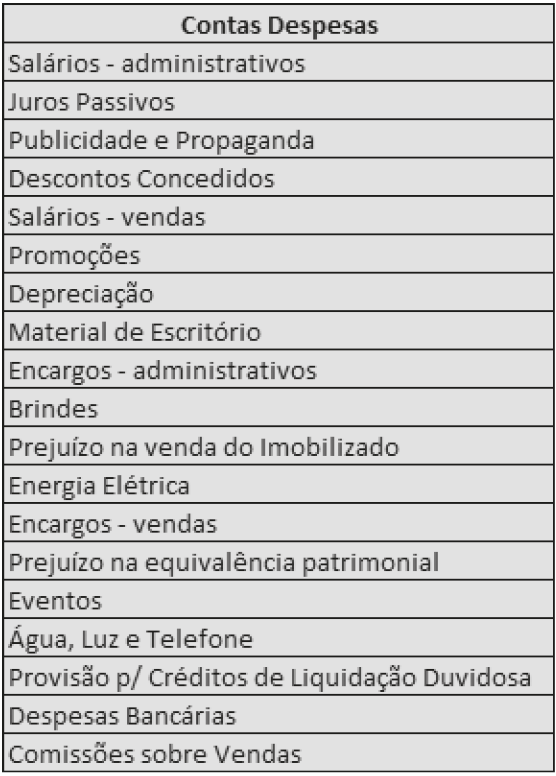 Contas Despesas
Salários - administrativos
Juros Passivos
Publicidade e Propaganda
Descontos Concedidos
Salários - vendas
Promoções
Depreciação
Material de Escritório
Encargos - administrativos
Brindes
Prejuízo na venda do Imobilizado
Energia Elétrica
Encargos - vendas
Prejuízo na equivalência patrimonial
Eventos
Água, Luz e Telefone
Provisão p/ Créditos de Liquidação Duvidosa
Despesas Bancárias
Comissões sobre Vendas